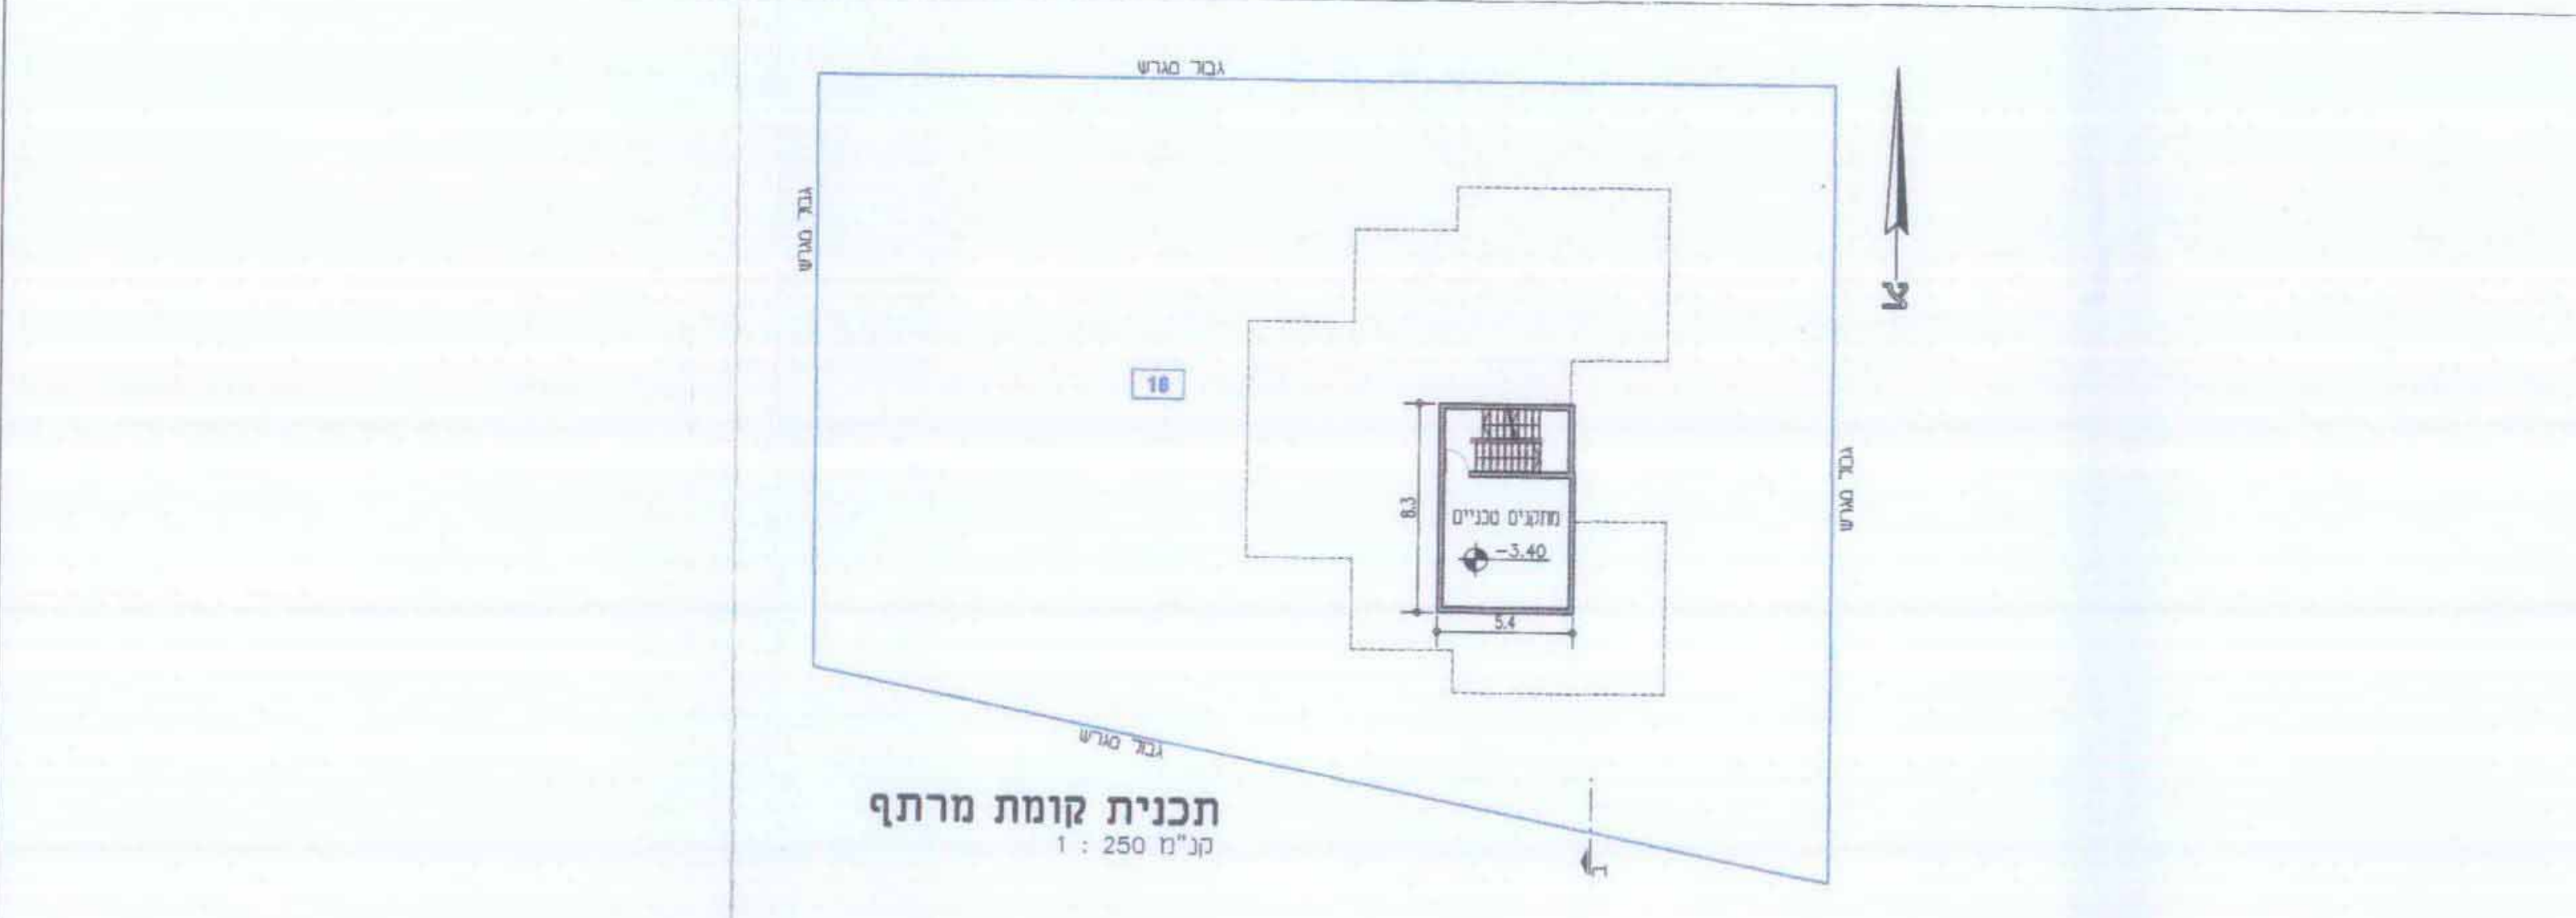 גבול מגרש
גבול מגרש
16
8.3
מתקנים טכניים
-3.40
5.4
גבול מגרש
גבול מגרש
תכנית קומת מרתף
קנ"מ 250 : 1